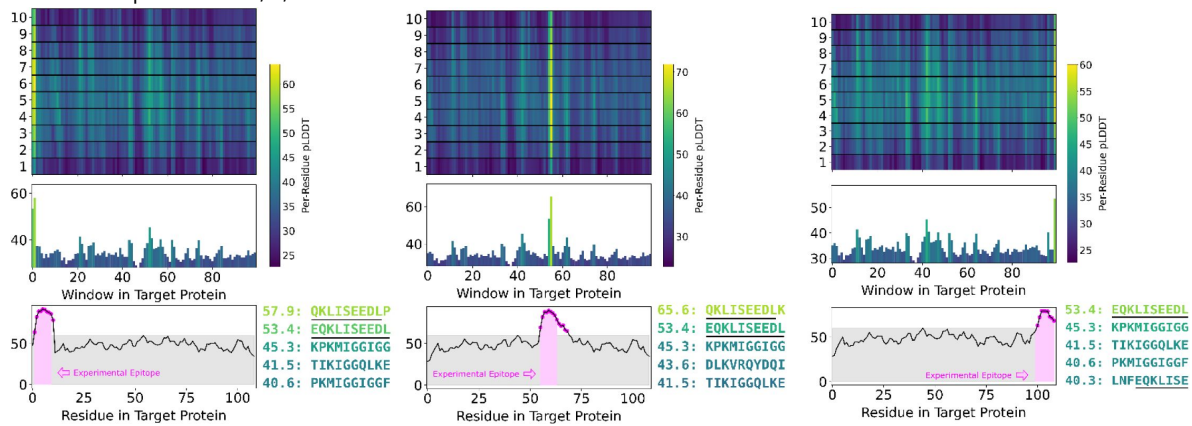 10
9
8
7
6
5
4
3
2
1
60
55
50
45
40
35
30
25
Per-Residue pLDDT
60
40
0 20 40 60 80
Window in Target Protein
50
0
Experimental Epitope
0 25 50 75 100
Residue in Target Protein
57.9: QKLISEEDLP
53.4: EQKLISEEDL
45.3: KPKMIGGIGG
41.5: TIKIGGQLKE
40.6: PKMIGGIGGF
10
9
8
7
6
5
4
3
2
1
70
60
50
40
30
Per-Residue pLDDT
60
40
0 20 40 60 80
Window in Target Protein
50
0
Experimental Epitope
0 25 50 75 100
Residue in Target Protein
65.6: QKLISEEDLK
53.4: EQKLISEEDL
45.3: KPKMIGGIGG
43.6: DLKVRQYDQI
41.5: TIKIGGQLKE
10
9
8
7
6
5
4
3
2
1
60
55
50
45
40
35
30
25
Per-Residue pLDDT
50
40
30
0 20 40 60 80
Window in Target Protein
50
0
Experimental Epitope
0 25 50 75 100
Residue in Target Protein
53.4: EQKLISEEDL
45.3: KPKMIGGIGG
41.5: TIKIGGQLKE
40.6: PKMIGGIGGF
40.3: LNFEQKLISE